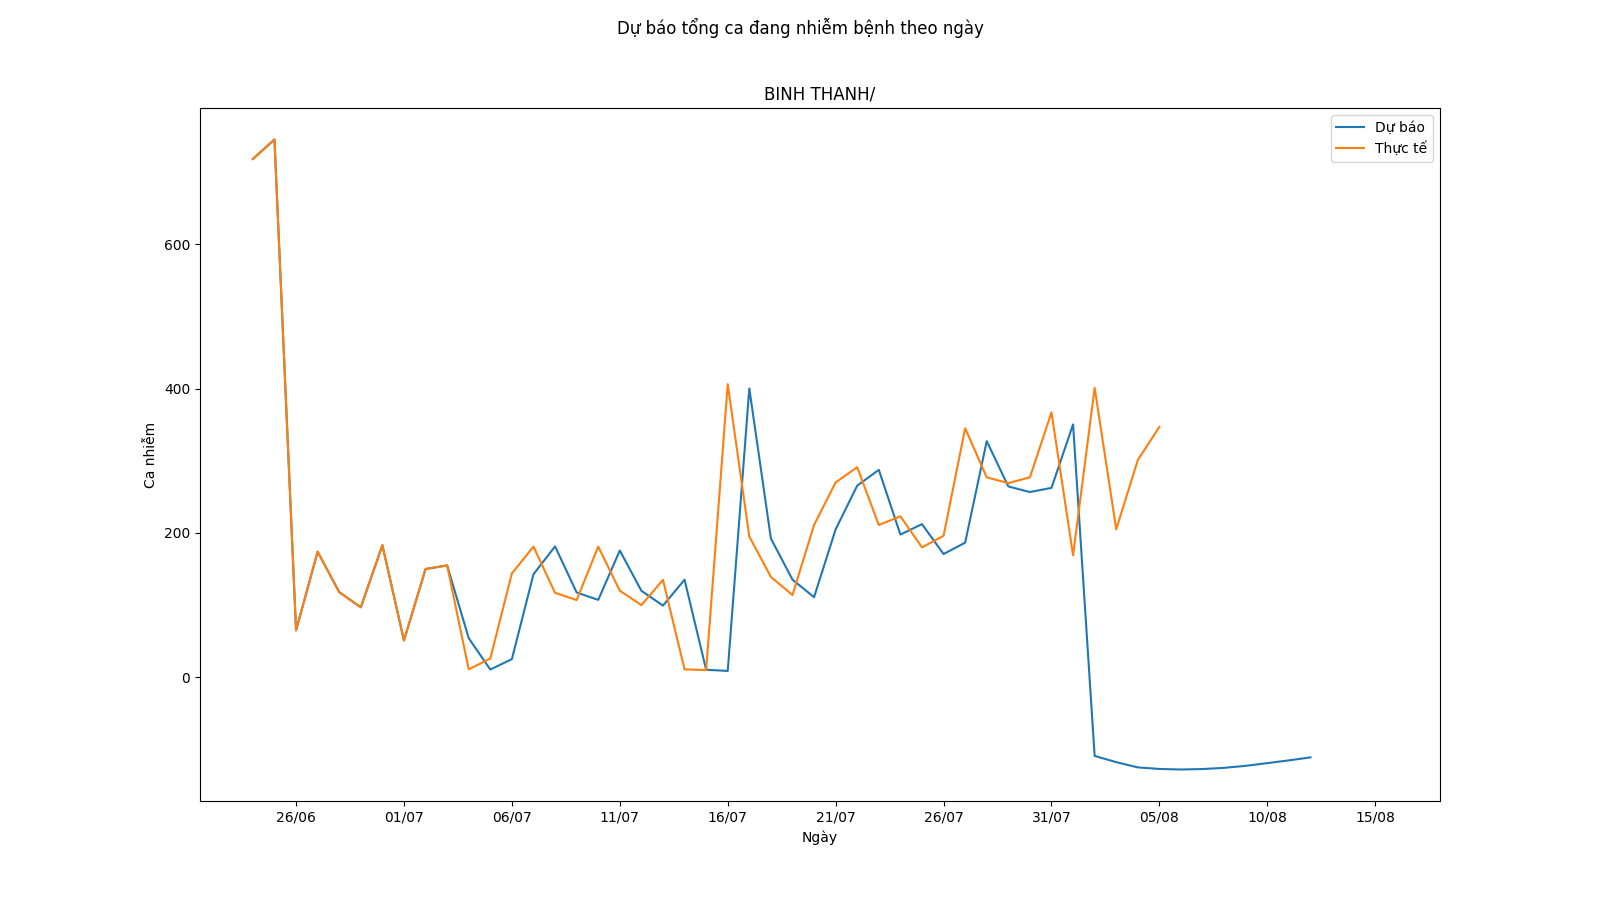 Dự báo tổng ca đang nhiễm bệnh theo ngày
BINH THANH/
Dự báo
Thực tế
600
400
200
0
Ca nhiễm
26/06 01/07 06/07 11/07 16/07 21/07 26/07 31/07 05/08 10/08 15/08
Ngày